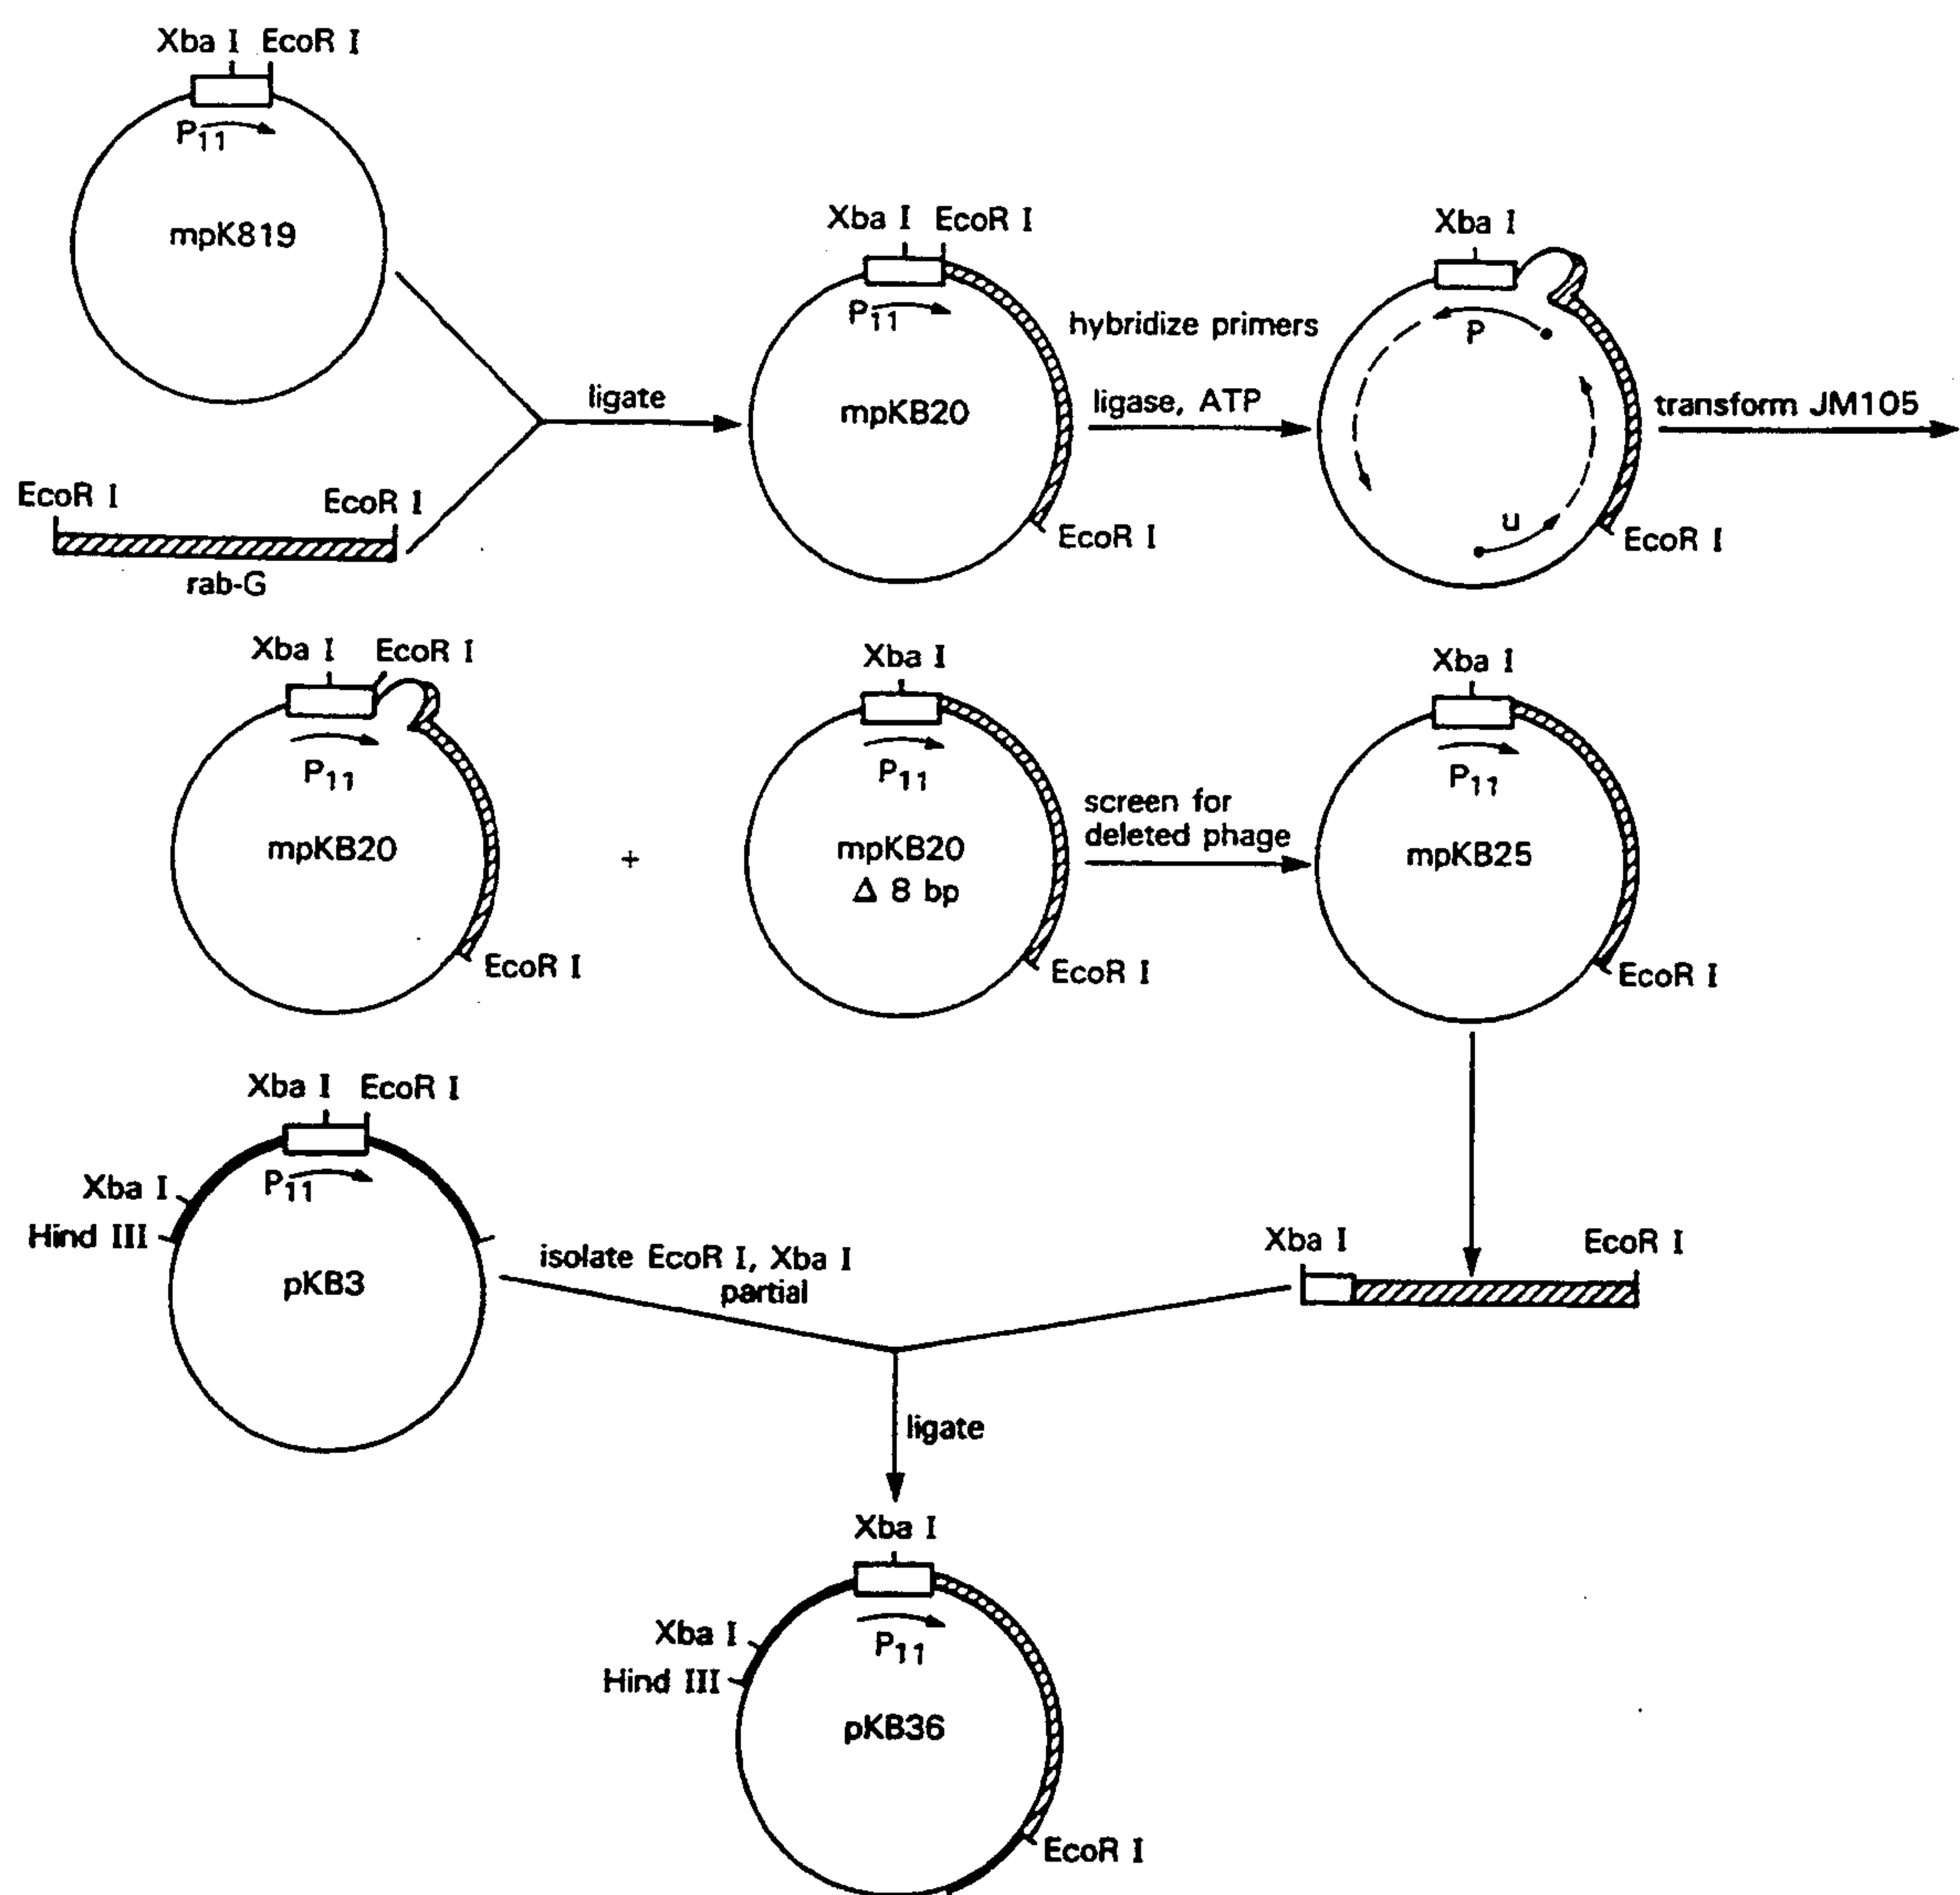 Xba I EcoR I
P11
mpK819
EcoR I EcoR I
rab-G
ligate
Xba I EcoR I
P11
mpKB20
EcoR I
hybridize primers
ligase, ATP
Xba I
P
u
EcoR I
transform JM105
Xba I EcoR I
P11
mpKB20
EcoR I
+
Xba I
P11
mpKB20
Δ 8 bp
EcoR I
screen for
deleted phage
Xba I
P11
mpKB25
EcoR I
Xba I EcoR I
Xba I
Hind III
P11
pKB3
isolate EcoR I, Xba I
partial
Xba I EcoR I
ligate
Xba I
Xba I
Hind III
P11
pKB36
EcoR I